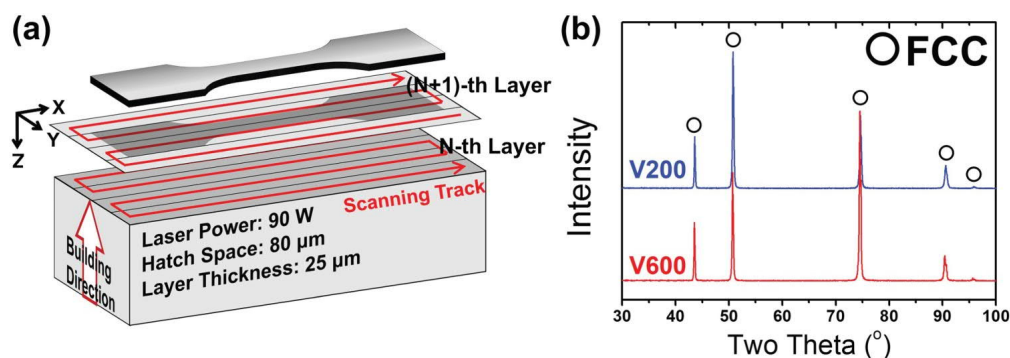 (a)
(N+1)-th Layer
X
Y
Z
N-th Layer
Scanning Track
Laser Power: 90 W
Hatch Space: 80 μm
Layer Thickness: 25 μm
Building
Direction
(b)
FCC
V200
V600
Intensity
30 40 50 60 70 80 90 100
Two Theta (°)